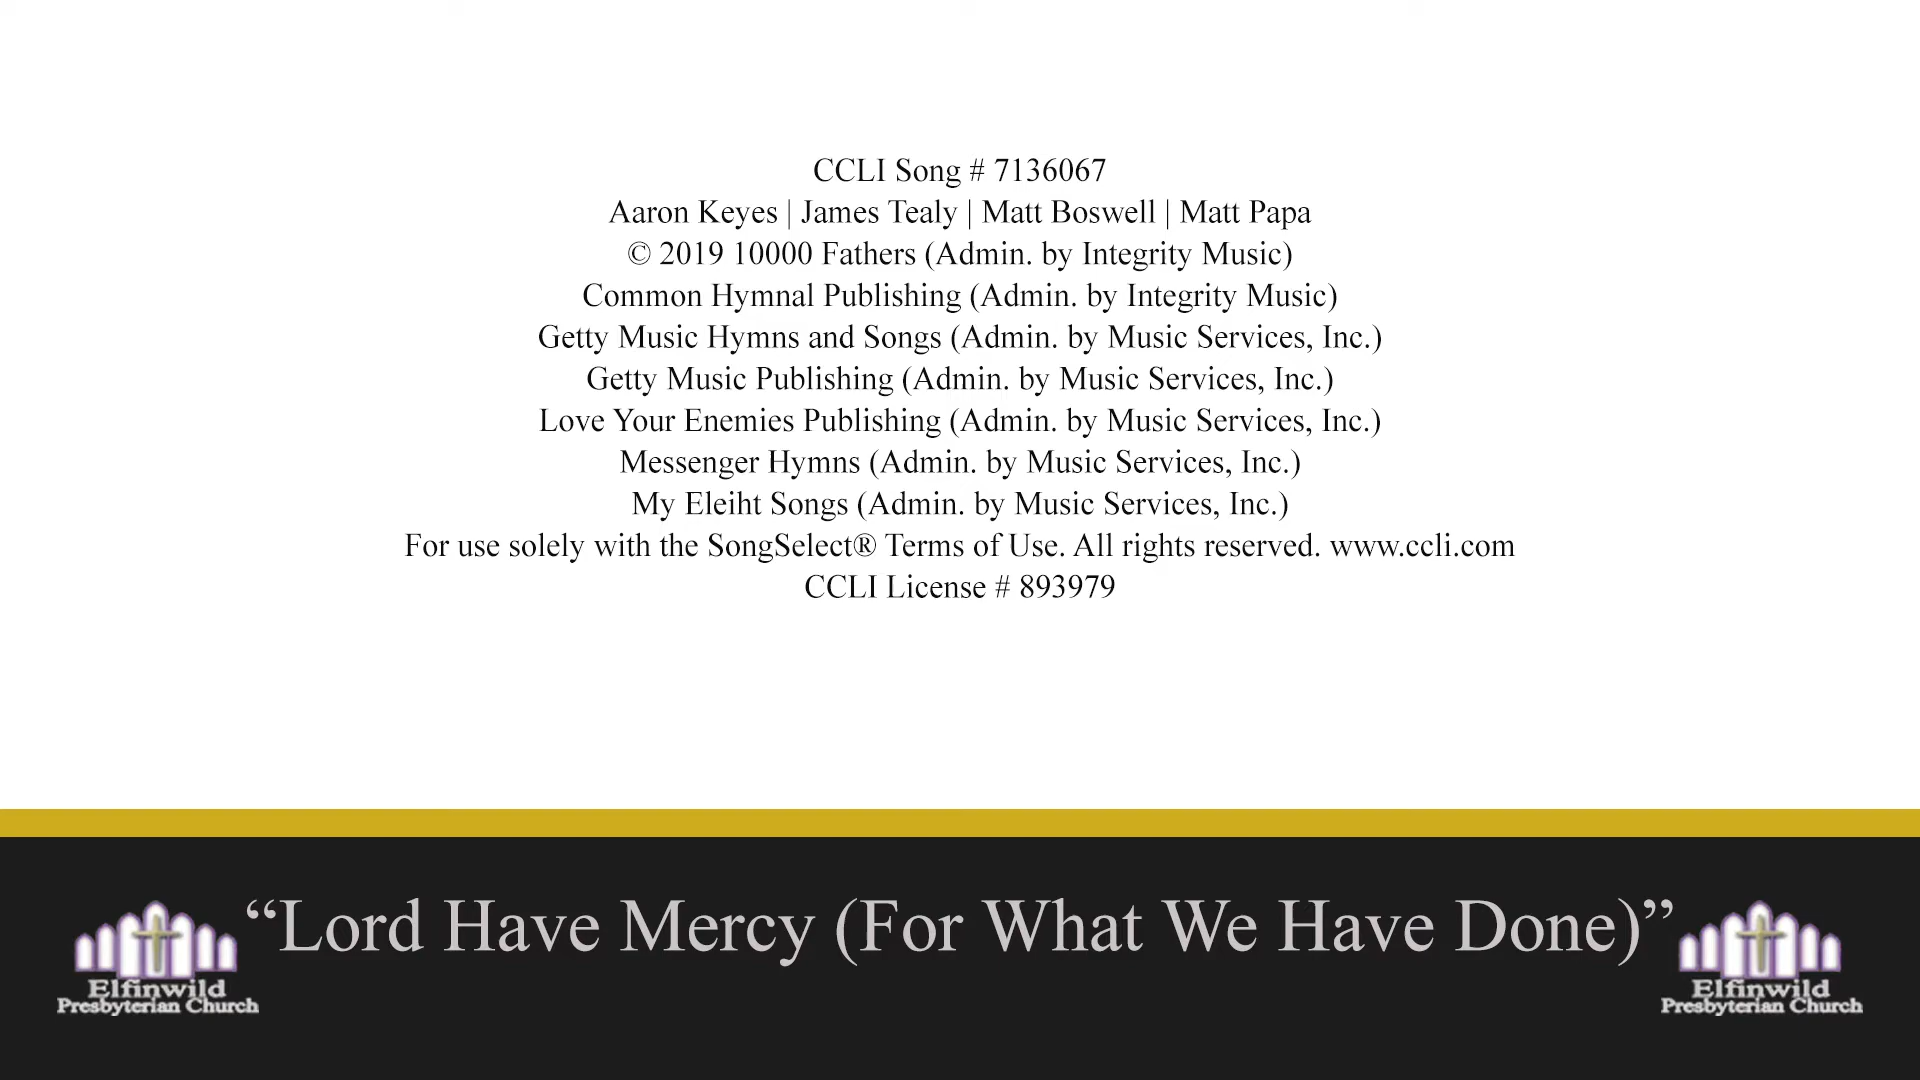 CCLI Song # 7136067
Aaron Keyes | James Tealy | Matt Boswell | Matt Papa
© 2019 10000 Fathers (Admin. by Integrity Music)
Common Hymnal Publishing (Admin. by Integrity Music)
Getty Music Hymns and Songs (Admin. by Music Services, Inc.)
Getty Music Publishing (Admin. by Music Services, Inc.)
Love Your Enemies Publishing (Admin. by Music Services, Inc.)
Messenger Hymns (Admin. by Music Services, Inc.)
My Eleiht Songs (Admin. by Music Services, Inc.)
For use solely with the SongSelect® Terms of Use. All rights reserved. www.ccli.com
CCLI License # 893979
“Lord Have Mercy (For What We Have Done)”
Elfinwild
Presbyterian Church
Elfinwild
Presbyterian Church